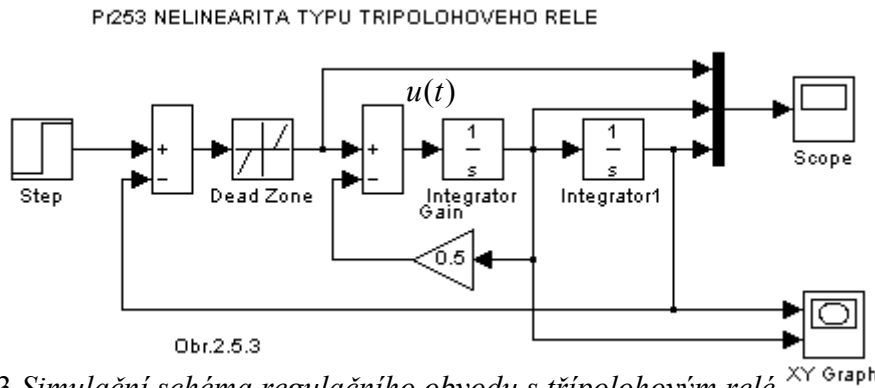 Pr253 NELINEARITA TYPU TRIPOLOHOVEHO RELE
u(t)
+
−
+
−
1
s
1
s
Step
Dead Zone
Integrator
Integrator1
Scope
Gain
0.5
Obr.2.5.3
XY Graph
3 Simulační schéma regulačního obvodu s třípolohovým relé